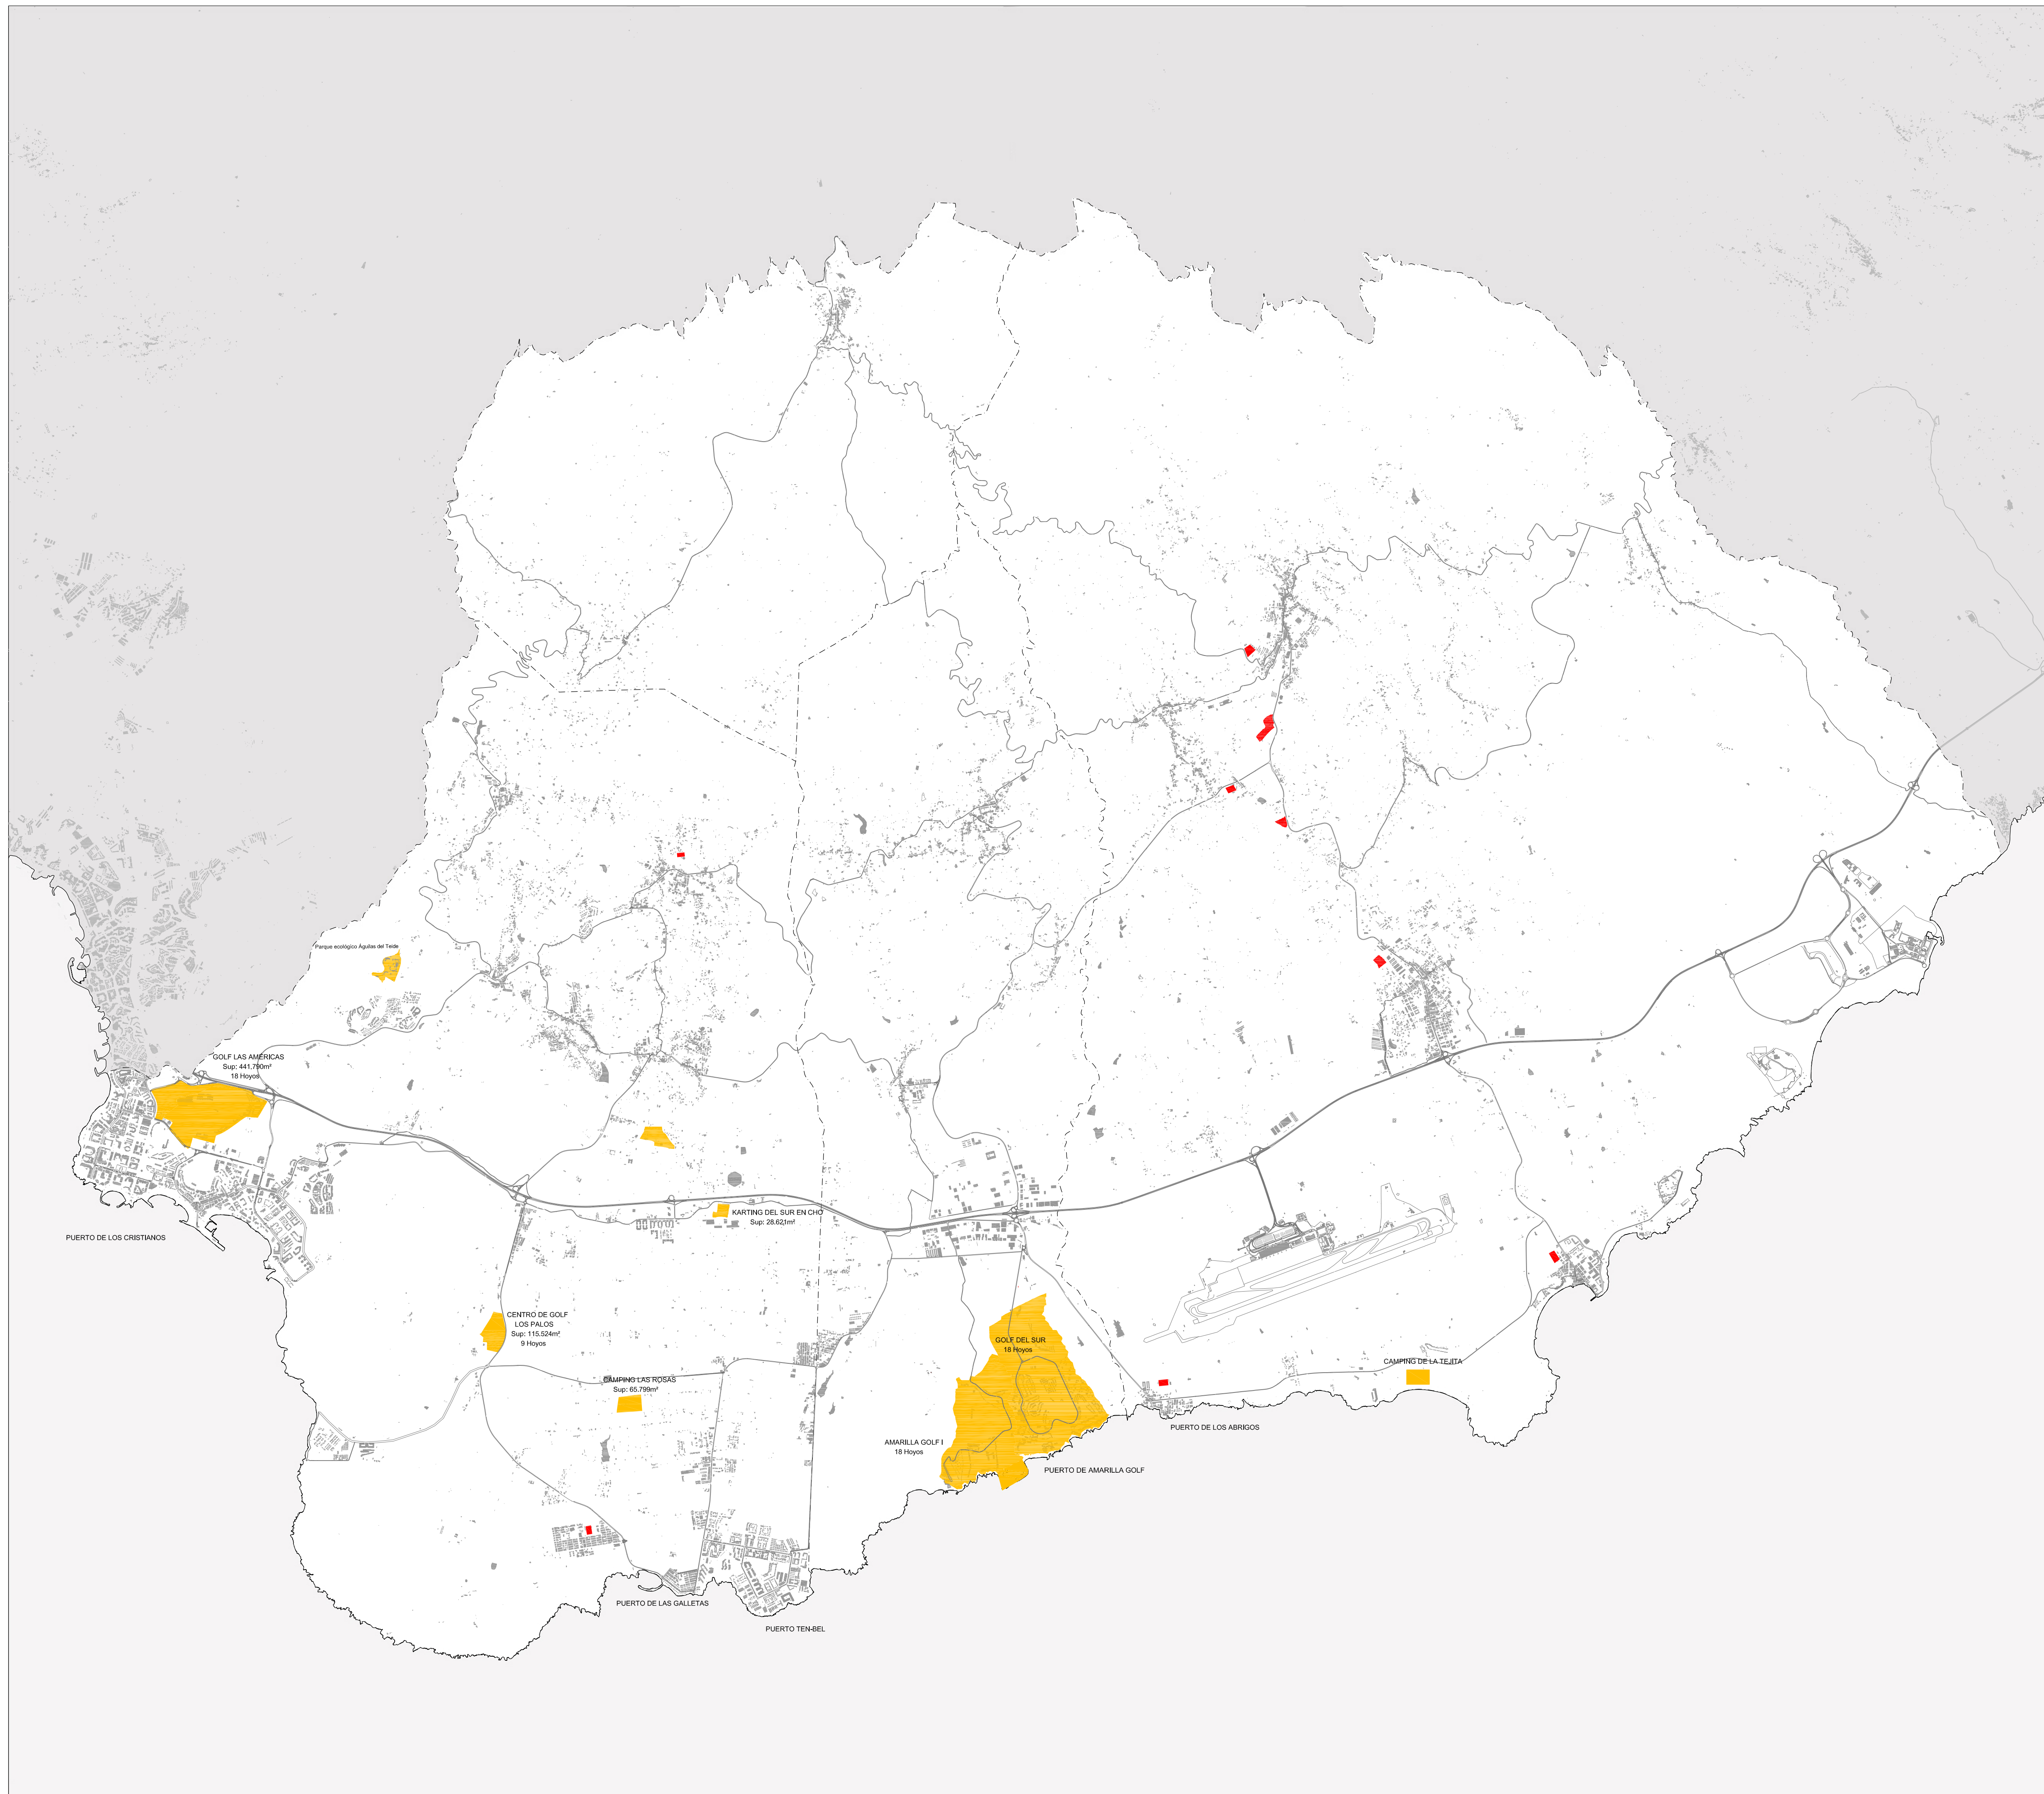 Parque ecológico Águilas del Teide
GOLF LAS AMÉRICAS
Sup: 441.790m²
18 Hoyos
KARTING DEL SUR EN CHO
Sup: 28.621m²
PUERTO DE LOS CRISTIANOS
CENTRO DE GOLF
LOS PALOS
Sup: 115.524m²
9 Hoyos
GOLF DEL SUR
18 Hoyos
CAMPING DE LA TEJITA
CAMPING LAS ROSAS
Sup: 65.799m²
PUERTO DE LOS ABRIGOS
AMARILLA GOLF I
18 Hoyos
PUERTO DE AMARILLA GOLF
PUERTO DE LAS GALLETAS
PUERTO TEN-BEL